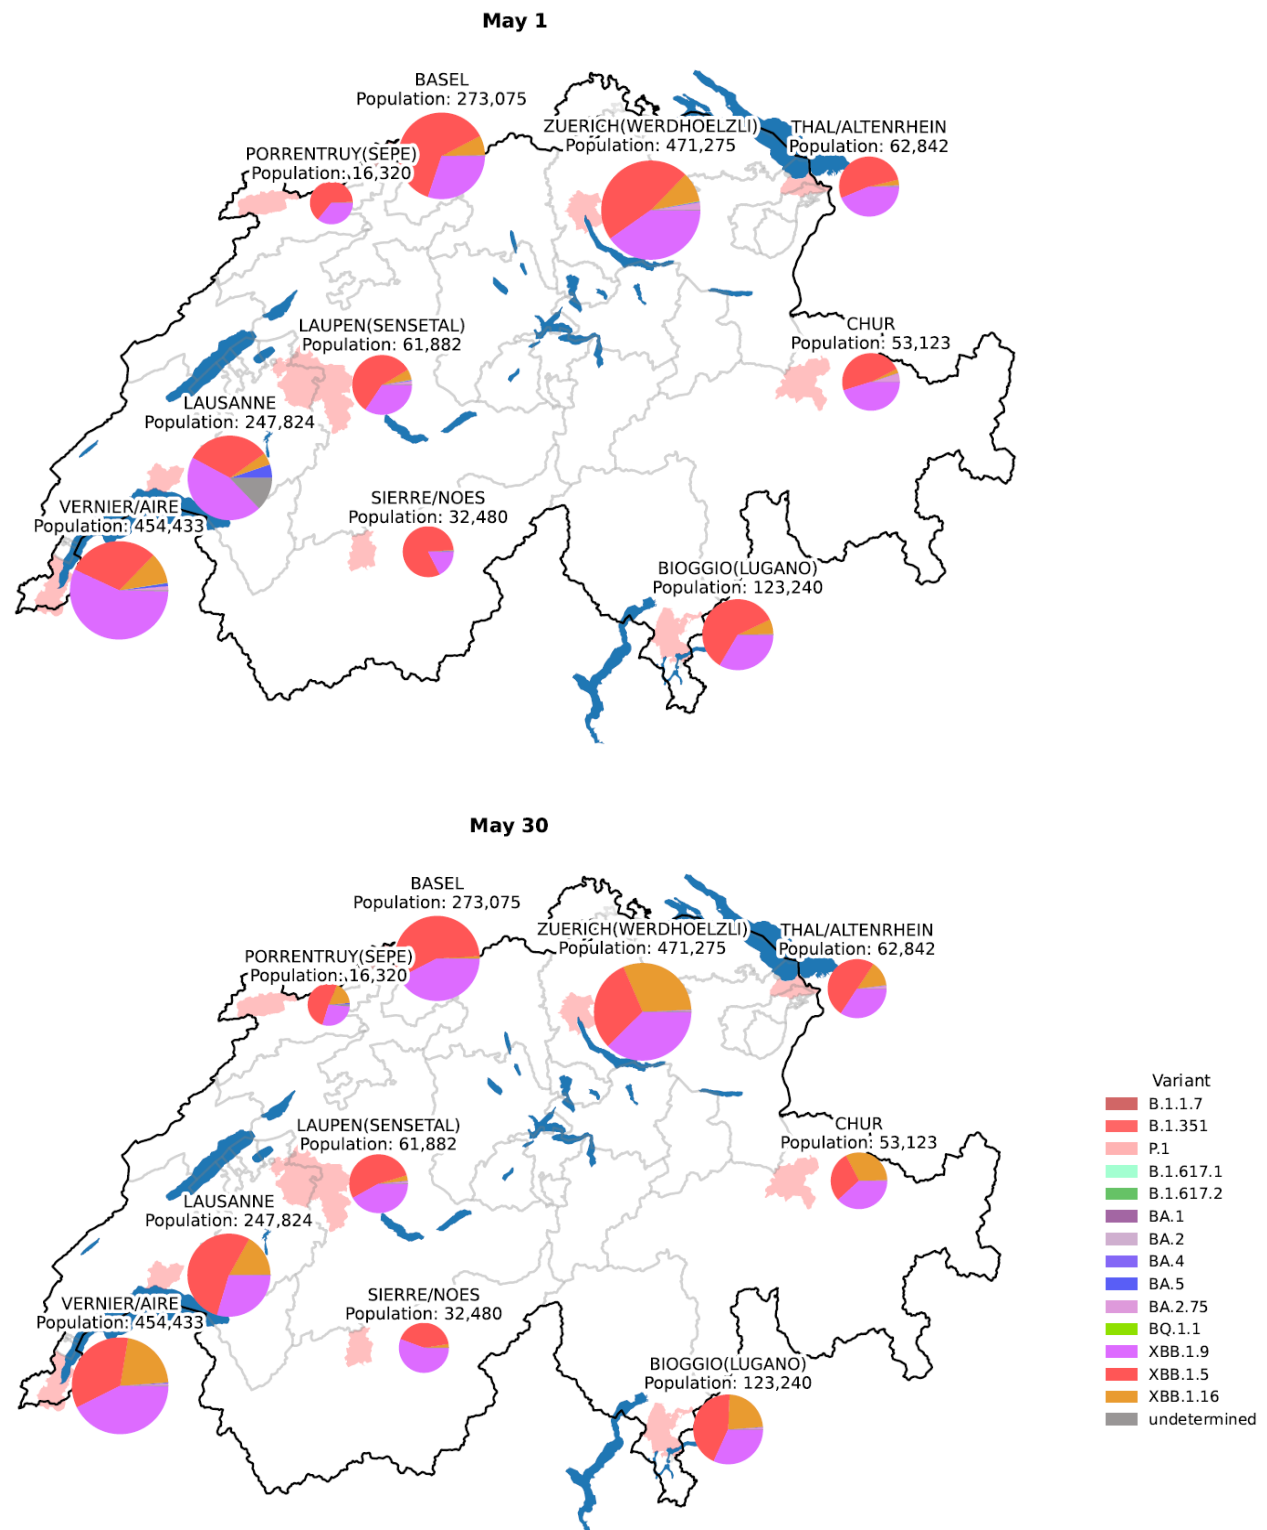 May 1
BASEL
Population: 273,075
ZUERICH(WERDHOELZLI)
Population: 471,275
THAL/ALTENRHEIN
Population: 62,842
PORRENTRUY(SEPE)
Population: 16,320
LAUPEN(SENSETAL)
Population: 61,882
CHUR
Population: 53,123
LAUSANNE
Population: 247,824
VERNIER/AIRE
Population: 454,433
SIERRE/NOES
Population: 32,480
BIOGGIO(LUGANO)
Population: 123,240
May 30
BASEL
Population: 273,075
ZUERICH(WERDHOELZLI)
Population: 471,275
THAL/ALTENRHEIN
Population: 62,842
PORRENTRUY(SEPE)
Population: 16,320
LAUPEN(SENSETAL)
Population: 61,882
CHUR
Population: 53,123
LAUSANNE
Population: 247,824
VERNIER/AIRE
Population: 454,433
SIERRE/NOES
Population: 32,480
BIOGGIO(LUGANO)
Population: 123,240
Variant
B.1.1.7
B.1.351
P.1
B.1.617.1
B.1.617.2
BA.1
BA.2
BA.4
BA.5
BA.2.75
BQ.1.1
XBB.1.9
XBB.1.5
XBB.1.16
undetermined